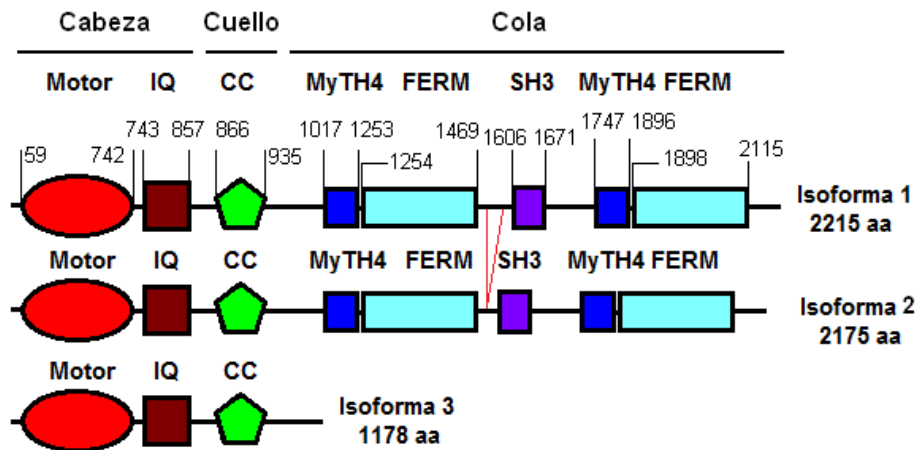 Cabeza Cuello Cola
Motor IQ CC MyTH4 FERM SH3 MyTH4 FERM
743 857 866 1017 1253 1469 1606 1671 1747 1896
59 742 935 1254 1898 2115
Isoforma 1
2215 aa
Motor IQ CC MyTH4 FERM SH3 MyTH4 FERM
Isoforma 2
2175 aa
Motor IQ CC
Isoforma 3
1178 aa